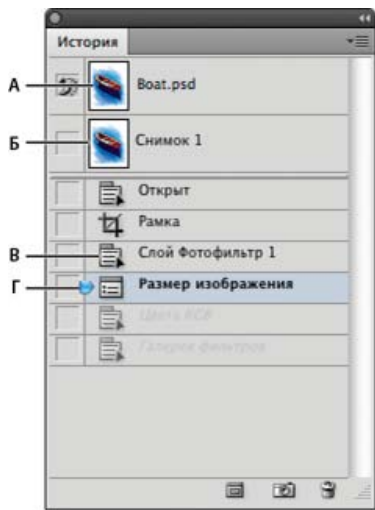 История
А
Boat.psd
Б
Снимок 1
Открыт
Рамка
В
Слой Фотофильтр 1
Г
Размер изображения
Цвета RGB
Галерея фильтров